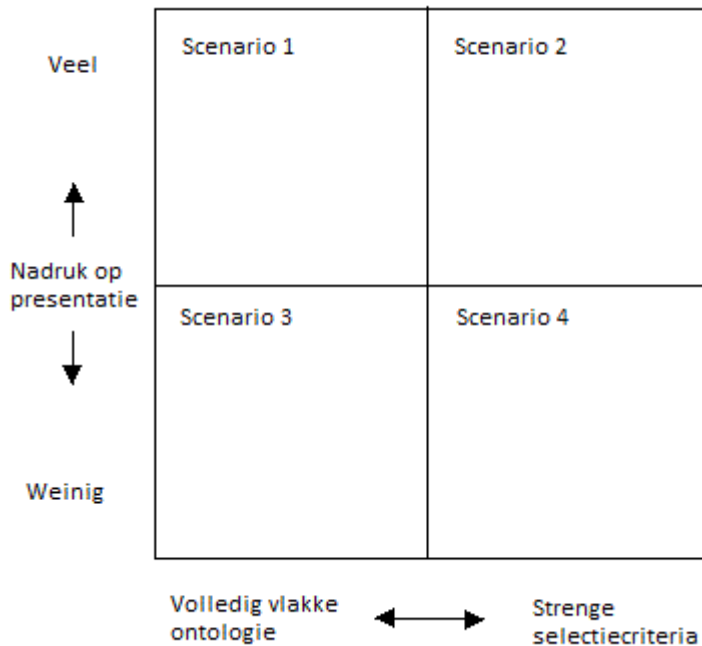 Veel
Scenario 1
Scenario 2
Nadruk op
presentatie
Scenario 3
Scenario 4
Weinig
Volledig vlakke
ontologie
Strenge
selectiecriteria